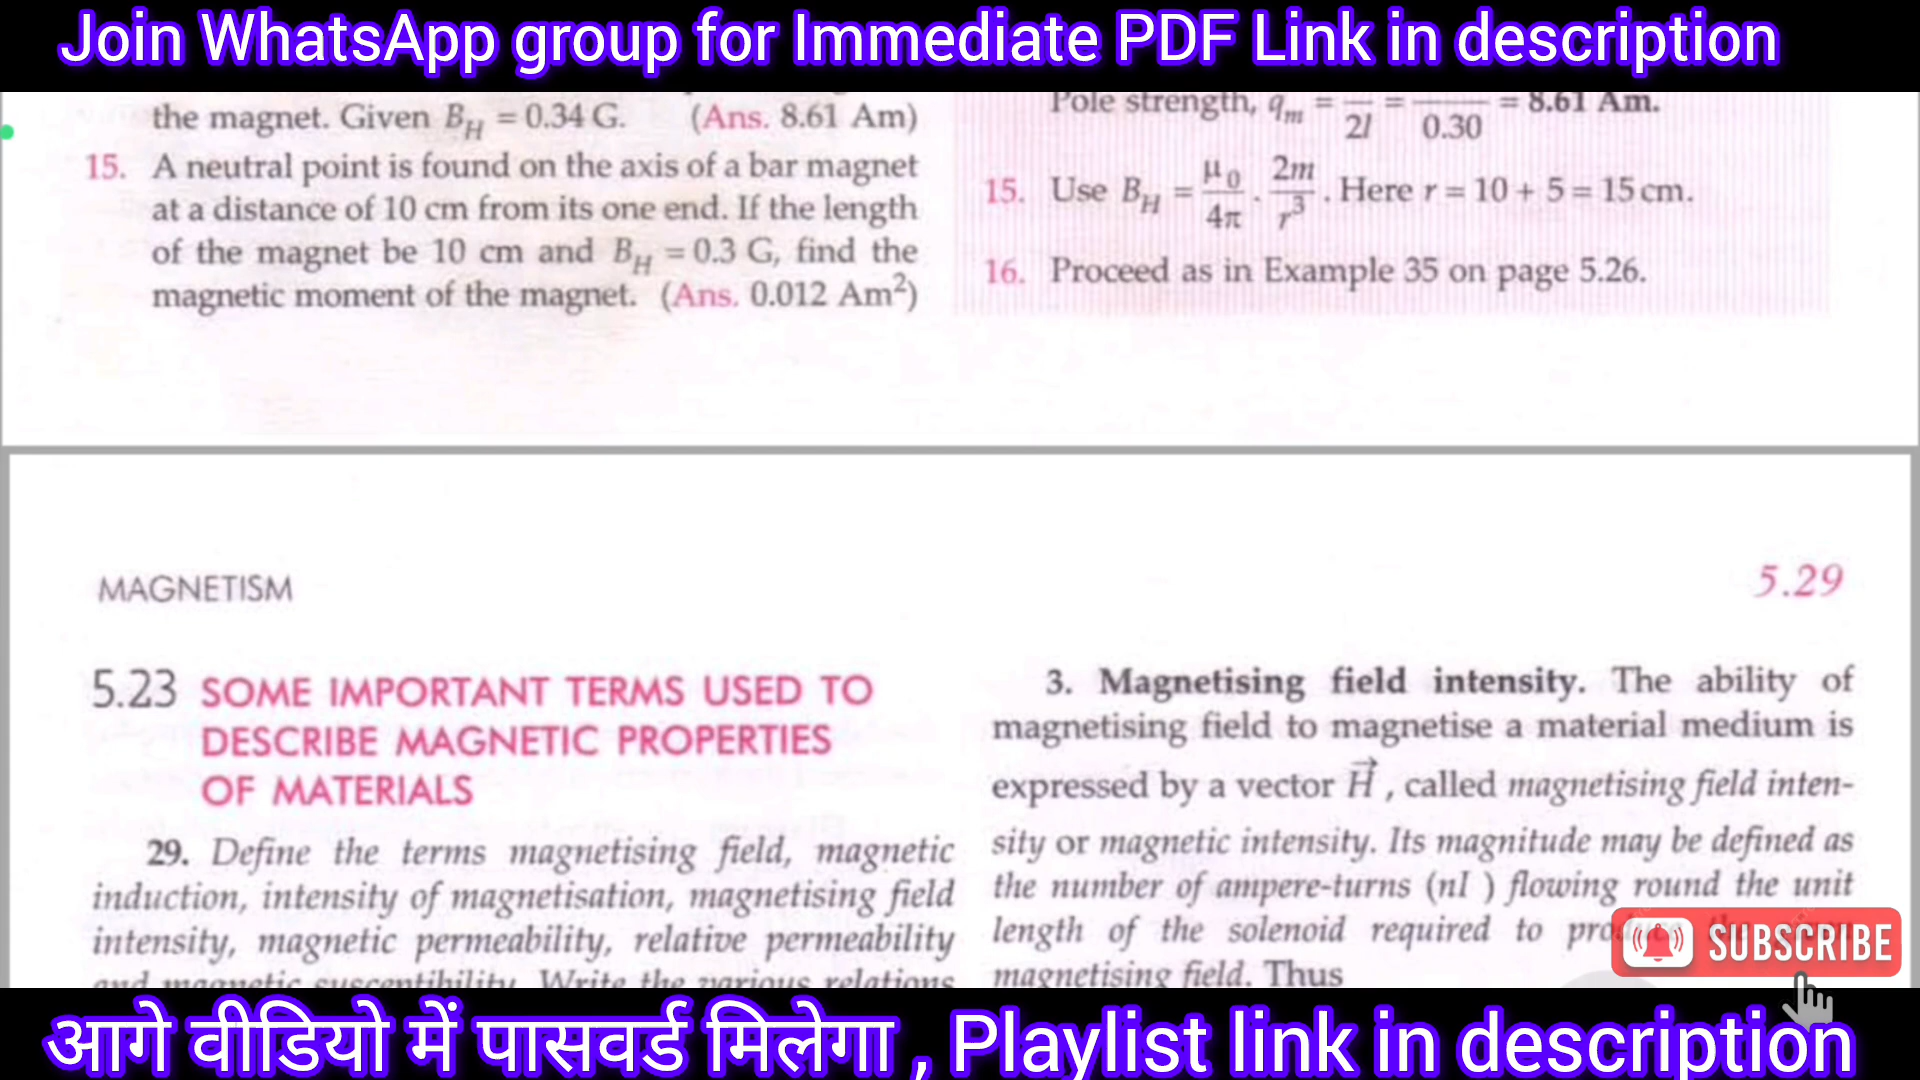 Join WhatsApp group for Immediate PDF Link in description
the magnet. Given B_H = 0.34 G. (Ans. 8.61 Am)
15. A neutral point is found on the axis of a bar magnet
at a distance of 10 cm from its one end. If the length
of the magnet be 10 cm and B_H = 0.3 G, find the
magnetic moment of the magnet. (Ans. 0.012 Am²)
Pole strength, q_m = /2l = /0.30 = 8.61 Am.
15. Use B_H = μ₀/4π · 2m/r³ . Here r = 10 + 5 = 15 cm.
16. Proceed as in Example 35 on page 5.26.
MAGNETISM
5.29
5.23 SOME IMPORTANT TERMS USED TO
DESCRIBE MAGNETIC PROPERTIES
OF MATERIALS
29. Define the terms magnetising field, magnetic
induction, intensity of magnetisation, magnetising field
intensity, magnetic permeability, relative permeability
and magnetic susceptibility. Write the various relations
3. Magnetising field intensity. The ability of
magnetising field to magnetise a material medium is
expressed by a vector H⃗ , called magnetising field inten-
sity or magnetic intensity. Its magnitude may be defined as
the number of ampere-turns (nI ) flowing round the unit
length of the solenoid required to
magnetising field. Thus
SUBSCRIBE
आगे वीडियो में पासवर्ड मिलेगा , Playlist link in description